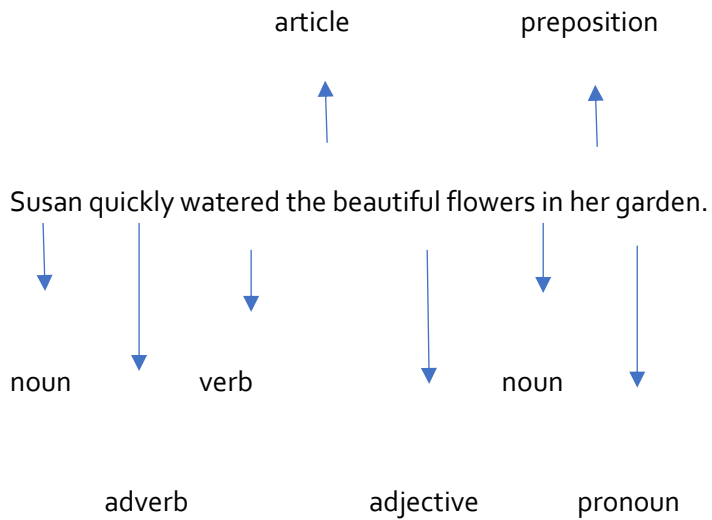 article preposition
Susan quickly watered the beautiful flowers in her garden.
noun verb noun
adverb adjective pronoun